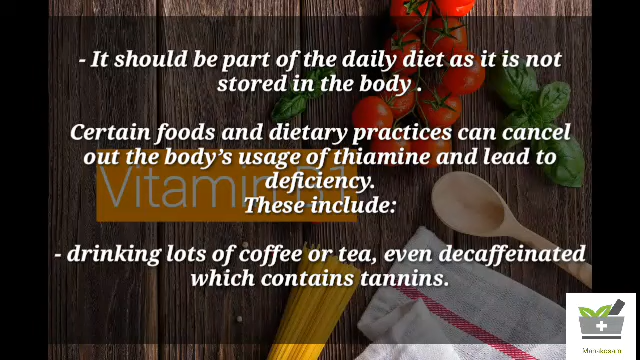 - It should be part of the daily diet as it is not
stored in the body .
Certain foods and dietary practices can cancel
out the body's usage of thiamine and lead to
deficiency.
These include:
Vitamin B1
- drinking lots of coffee or tea, even decaffeinated
which contains tannins.